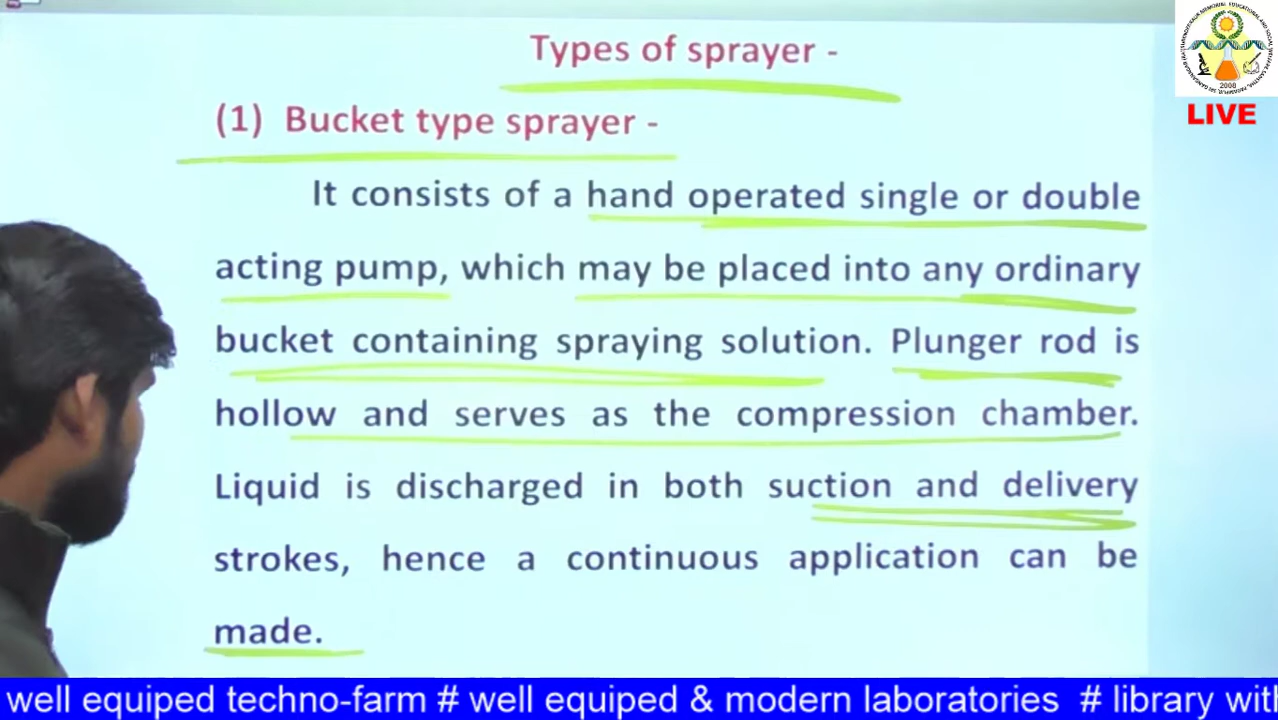 Types of sprayer -
(1) Bucket type sprayer -
It consists of a hand operated single or double
acting pump, which may be placed into any ordinary
bucket containing spraying solution. Plunger rod is
hollow and serves as the compression chamber.
Liquid is discharged in both suction and delivery
strokes, hence a continuous application can be
made.
2008
LIVE
well equiped techno-farm # well equiped & modern laboratories # library with